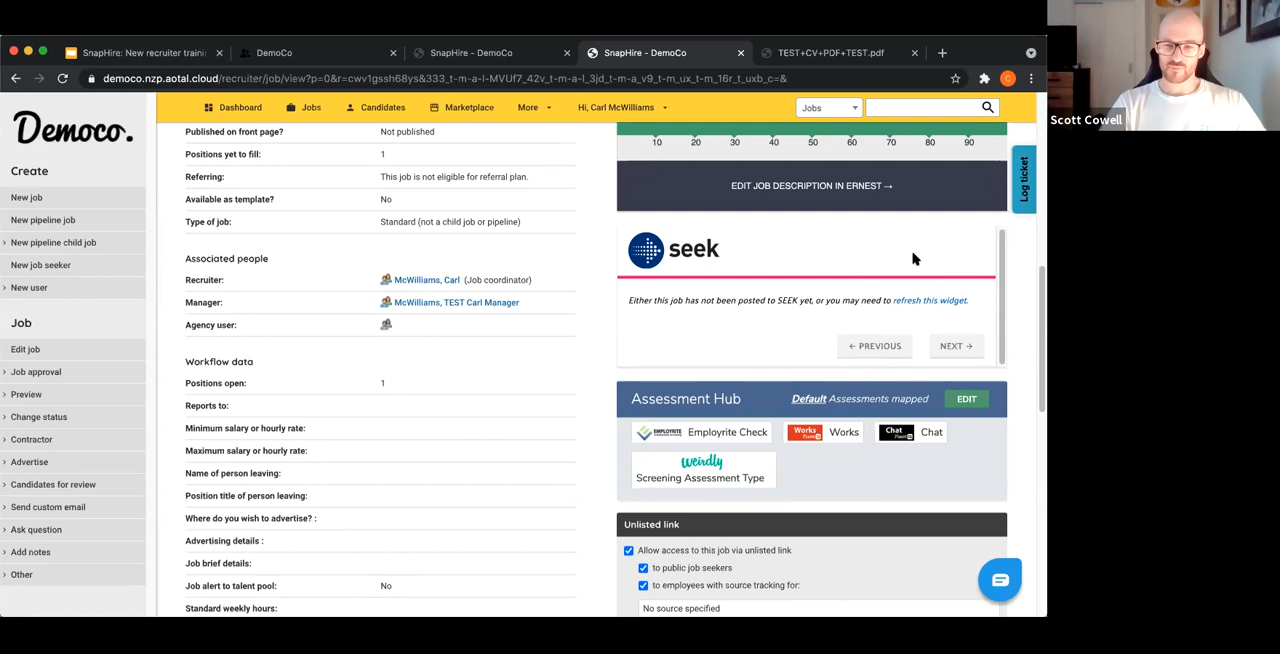 SnapHire: New recruiter traini
DemoCo
SnapHire - DemoCo
SnapHire - DemoCo
TEST+CV+PDF+TEST.pdf
democo.nzp.aotal.cloud/recruiter/job/view?p=0&r=cwv1gssh68ys&333_t-m-a-l-MVUf7_42v_t-m-a-l_3jd_t-m_a_v9_t-m_ux_t-m_16r_t_uxb_c=&
C
Democo.
Dashboard
Jobs
Candidates
Marketplace
More
Hi, Carl McWilliams
Jobs
Scott Cowell
Create
New job
New pipeline job
New pipeline child job
New job seeker
New user
Job
Edit job
Job approval
Preview
Change status
Contractor
Advertise
Candidates for review
Send custom email
Ask question
Add notes
Other
Published on front page? Not published
Positions yet to fill: 1
Referring: This job is not eligible for referral plan.
Available as template? No
Type of job: Standard (not a child job or pipeline)
Associated people
Recruiter: McWilliams, Carl (Job coordinator)
Manager: McWilliams, TEST Carl Manager
Agency user:
Workflow data
Positions open: 1
Reports to:
Minimum salary or hourly rate:
Maximum salary or hourly rate:
Name of person leaving:
Position title of person leaving:
Where do you wish to advertise? :
Advertising details :
Job brief details:
Job alert to talent pool: No
Standard weekly hours:
10 20 30 40 50 60 70 80 90
EDIT JOB DESCRIPTION IN ERNEST →
Log ticket
seek
Either this job has not been posted to SEEK yet, or you may need to refresh this widget.
← PREVIOUS
NEXT →
Assessment Hub
Default Assessments mapped
EDIT
EMPLOYRITE
Employrite Check
Works
Works
Chat
Chat
weirdly
Screening Assessment Type
Unlisted link
Allow access to this job via unlisted link
to public job seekers
to employees with source tracking for:
No source specified